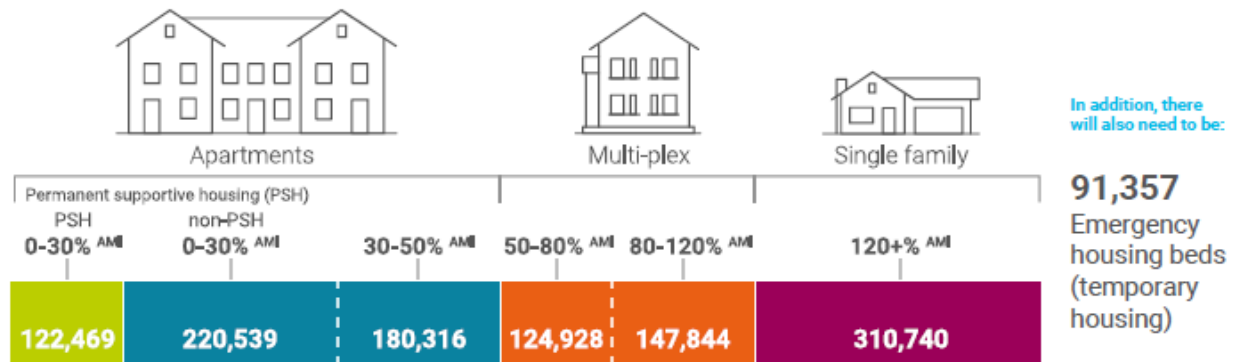 Apartments
Multi-plex
Single family
In addition, there
will also need to be:
91,357
Emergency
housing beds
(temporary
housing)
Permanent supportive housing (PSH)
PSH
0-30% AMI
non-PSH
0-30% AMI
30-50% AMI
50-80% AMI
80-120% AMI
120+% AMI
122,469
220,539
180,316
124,928
147,844
310,740